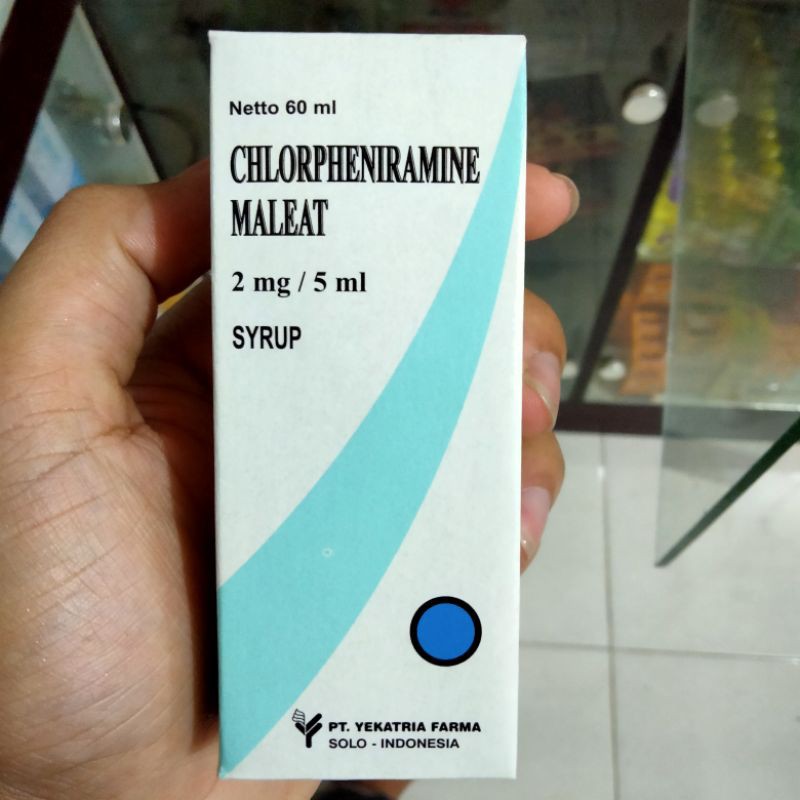 Netto 60 ml
CHLORPHENIRAMINE
MALEAT
2 mg / 5 ml
SYRUP
PT. YEKATRIA FARMA
SOLO - INDONESIA